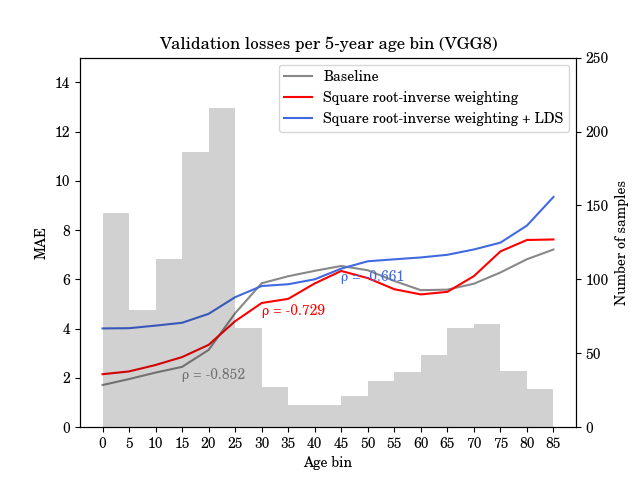 Validation losses per 5-year age bin (VGG8)
Baseline
Square root-inverse weighting
Square root-inverse weighting + LDS
14
12
10
8
6
4
2
0
MAE
250
200
150
100
50
0
Number of samples
ρ = -0.661
ρ = -0.729
ρ = -0.852
0 5 10 15 20 25 30 35 40 45 50 55 60 65 70 75 80 85
Age bin